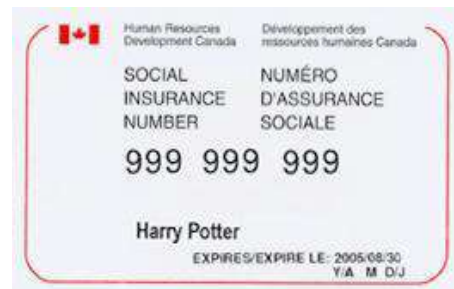 Human Resources Développement des
Development Canada ressources humaines Canada
SOCIAL NUMÉRO
INSURANCE D'ASSURANCE
NUMBER SOCIALE
999 999 999
Harry Potter
EXPIRES/EXPIRE LE: 2005/08/30
Y/A M D/J